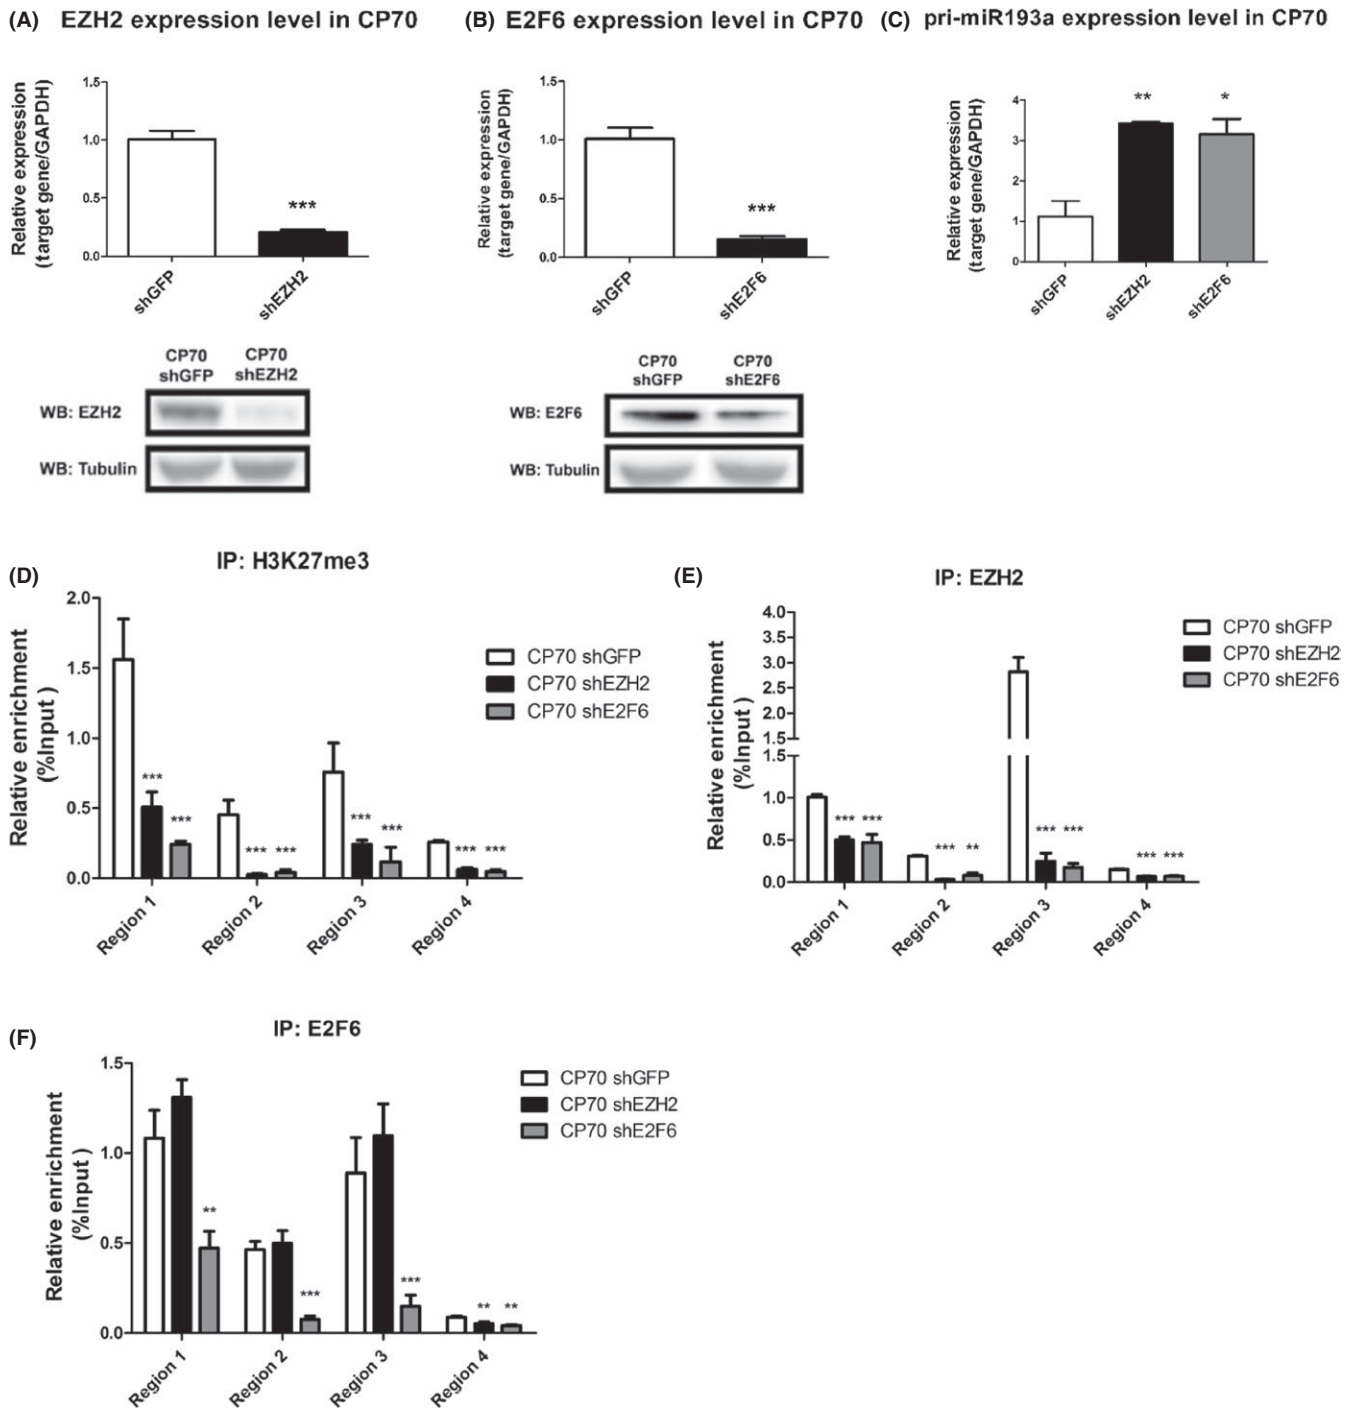 (A) EZH2 expression level in CP70
Relative expression
(target gene/GAPDH)
1.5
1.0
0.5
0.0
***
shGFP
shEZH2
CP70 CP70
shGFP shEZH2
WB: EZH2
WB: Tubulin
(B) E2F6 expression level in CP70
Relative expression
(target gene/GAPDH)
1.5
1.0
0.5
0.0
***
shGFP
shE2F6
CP70 CP70
shGFP shE2F6
WB: E2F6
WB: Tubulin
(C) pri-miR193a expression level in CP70
Relative expression
(target gene/GAPDH)
4
3
2
1
0
** *
shGFP
shEZH2
shE2F6
(D)
IP: H3K27me3
Relative enrichment
(%Input )
2.0
1.5
1.0
0.5
0.0
*** *** *** *** *** *** *** ***
Region 1
Region 2
Region 3
Region 4
CP70 shGFP
CP70 shEZH2
CP70 shE2F6
(E)
IP: EZH2
Relative enrichment
(%Input )
4.0
3.5
3.0
2.5
2.0
1.5
1.5
1.0
0.5
0.0
*** *** *** ** *** *** *** ***
Region 1
Region 2
Region 3
Region 4
CP70 shGFP
CP70 shEZH2
CP70 shE2F6
(F)
IP: E2F6
Relative enrichment
(%Input )
1.5
1.0
0.5
0.0
** *** *** ** **
Region 1
Region 2
Region 3
Region 4
CP70 shGFP
CP70 shEZH2
CP70 shE2F6